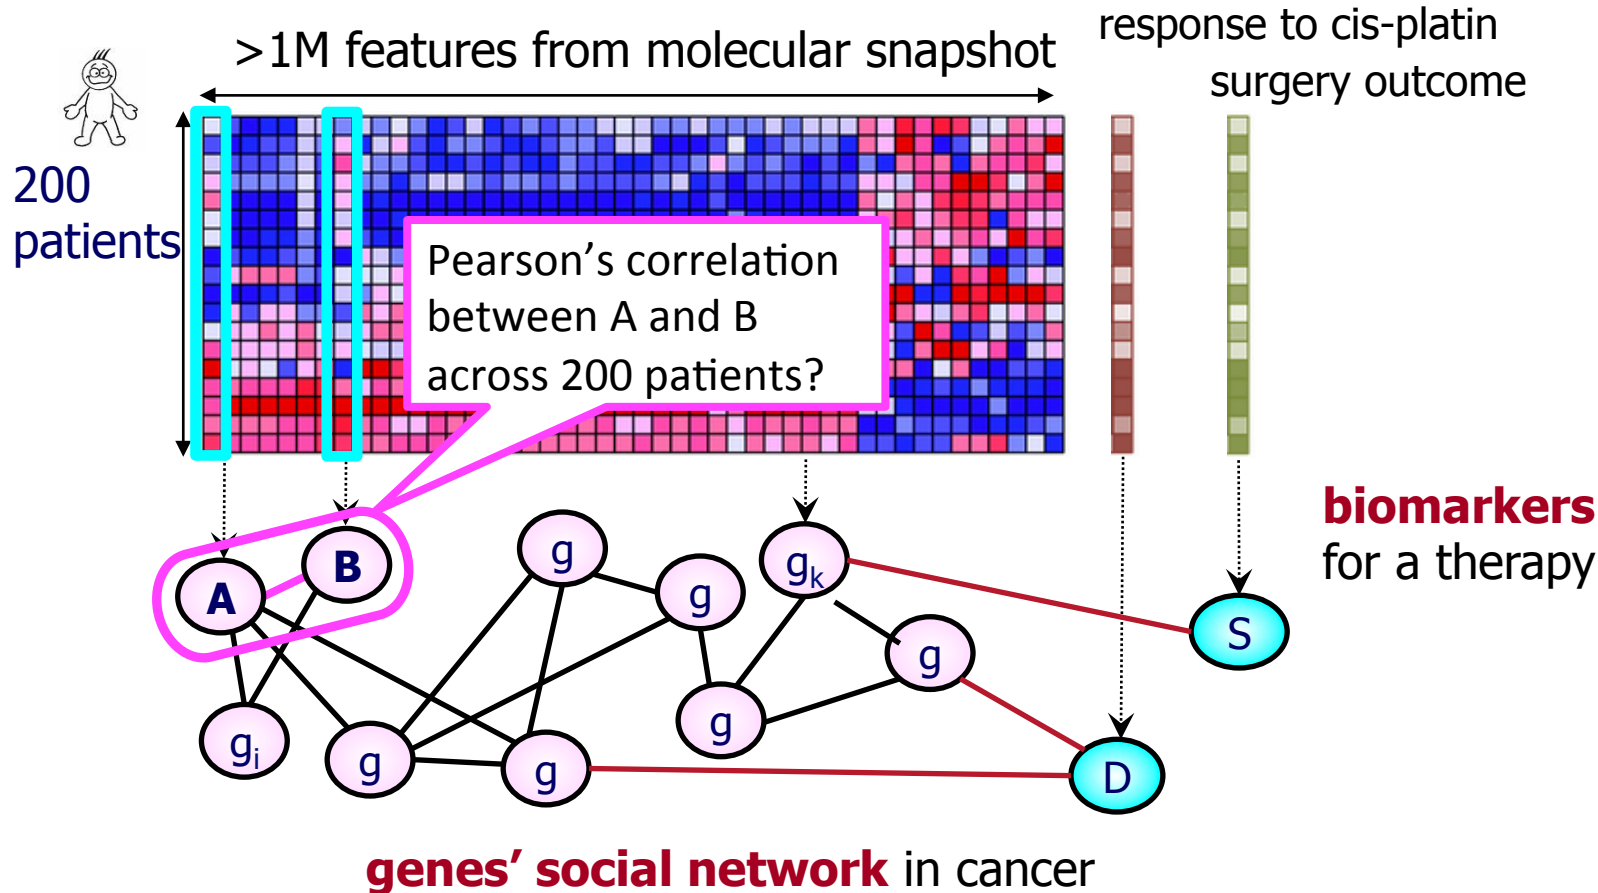 >1M features from molecular snapshot
response to cis-platin
surgery outcome
200
patients
Pearson’s correlation
between A and B
across 200 patients?
A
B
g
g
gk
g
g
gi
g
g
S
D
biomarkers
for a therapy
genes’ social network in cancer